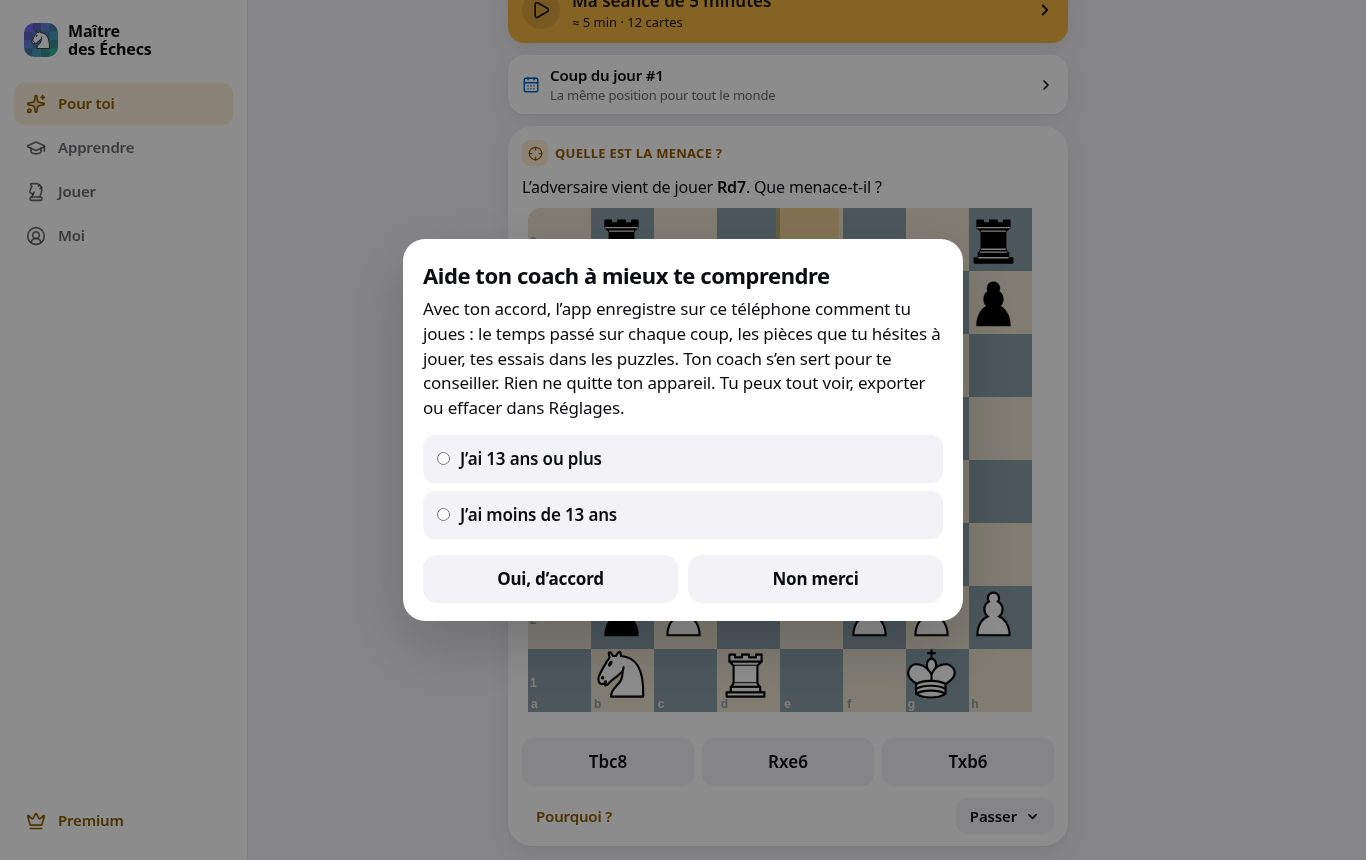 Maître
des Échecs
Pour toi
Apprendre
Jouer
Moi
Premium
Ma séance de 5 minutes
≈ 5 min · 12 cartes
Coup du jour #1
La même position pour tout le monde
QUELLE EST LA MENACE ?
L’adversaire vient de jouer Rd7. Que menace-t-il ?
Aide ton coach à mieux te comprendre
Avec ton accord, l’app enregistre sur ce téléphone comment tu
joues : le temps passé sur chaque coup, les pièces que tu hésites à
jouer, tes essais dans les puzzles. Ton coach s’en sert pour te
conseiller. Rien ne quitte ton appareil. Tu peux tout voir, exporter
ou effacer dans Réglages.
J’ai 13 ans ou plus
J’ai moins de 13 ans
Oui, d’accord
Non merci
1
a b c d e f g h
Tbc8
Rxe6
Txb6
Pourquoi ?
Passer